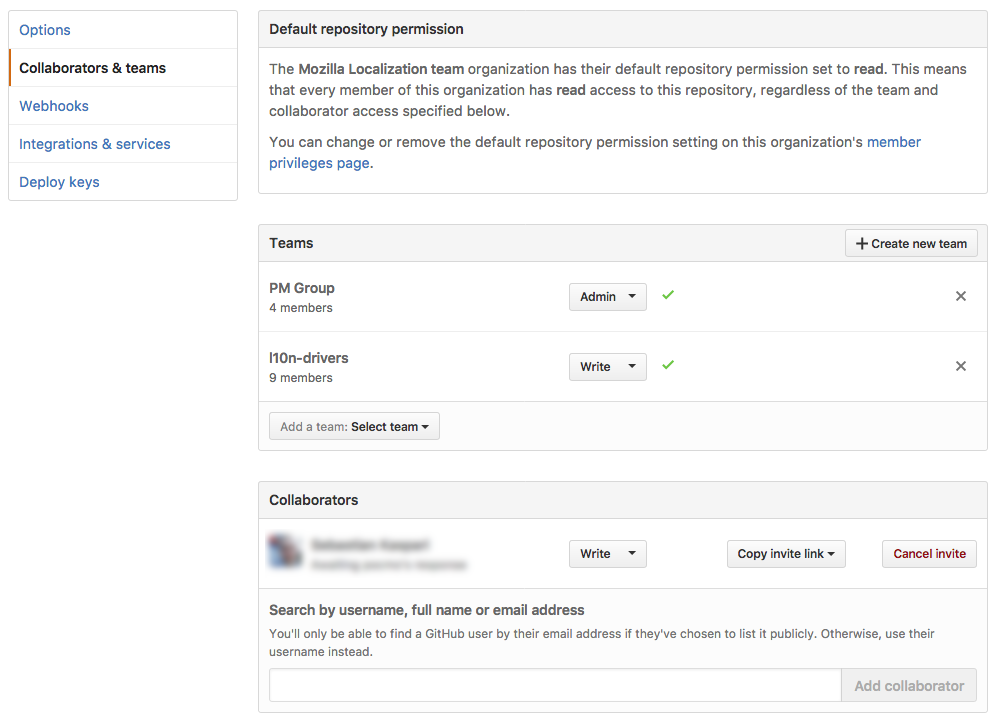 Options
Collaborators & teams
Webhooks
Integrations & services
Deploy keys
Default repository permission
The Mozilla Localization team organization has their default repository permission set to read. This means
that every member of this organization has read access to this repository, regardless of the team and
collaborator access specified below.
You can change or remove the default repository permission setting on this organization's member
privileges page.
Teams
Create new team
PM Group
4 members
Admin
l10n-drivers
9 members
Write
Add a team: Select team
Collaborators
Write
Copy invite link
Cancel invite
Search by username, full name or email address
You'll only be able to find a GitHub user by their email address if they've chosen to list it publicly. Otherwise, use their
username instead.
Add collaborator